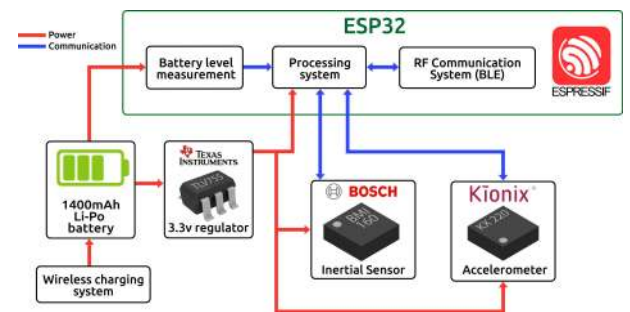 ESP32
Power
Communication
Battery level
measurement
Processing
system
RF Communication
System (BLE)
ESPRESSIF
TEXAS
INSTRUMENTS
TLV755
3.3v regulator
1400mAh
Li-Po
battery
Wireless charging
system
BOSCH
BMI
160
Inertial Sensor
Kionix
KX 220
Accelerometer